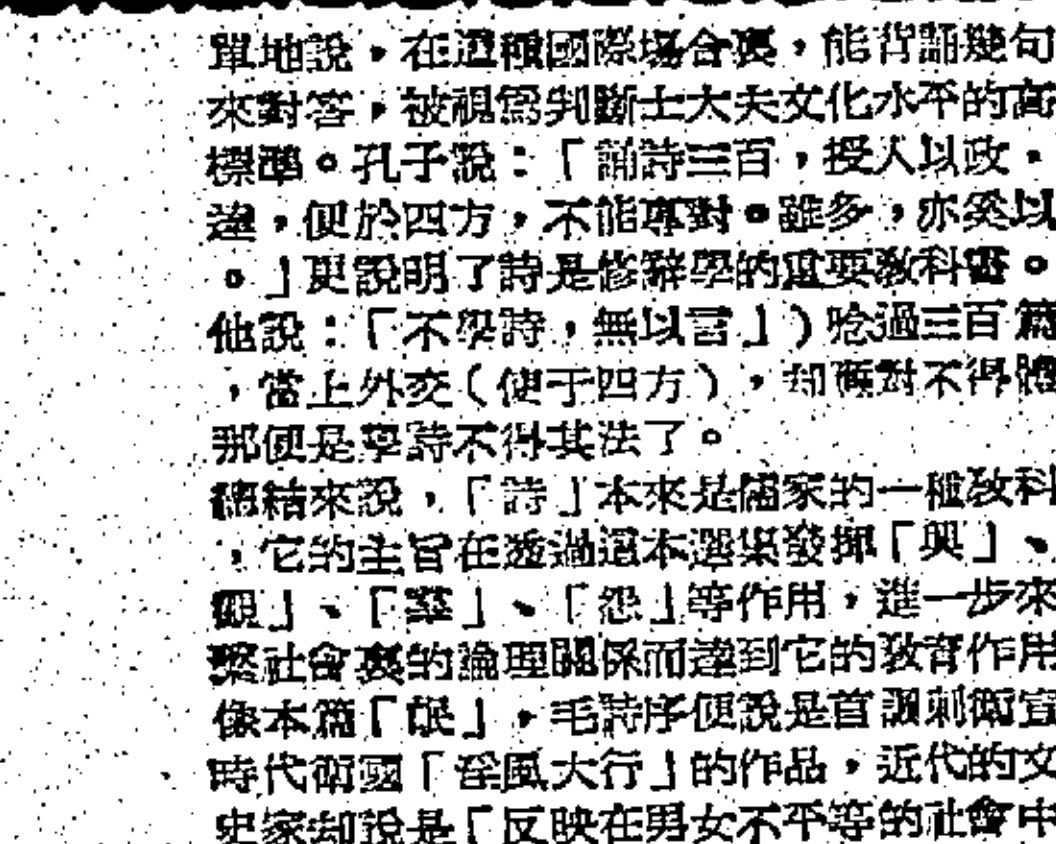 單地說，在這種國際場合裏，能背誦幾句
來對答，被視為判斷士大夫文化水平的高
標準。孔子說：「誦詩三百，授人以政，
達，便於四方，不能專對。雖多，亦奚以
。」更說明了詩是修辭學的重要教科書。
他說：「不學詩，無以言」）唸過三百篇
，當上外交（使于四方），却應對不得體
那便是學詩不得其法了。
總結來說，「詩」本來是儒家的一種教科
，它的主旨在透過這本選集發揮「興」、
觀」、「羣」、「怨」等作用，進一步來
繫社會裏的論理關係而達到它的教育作用
像本篇「氓」，毛詩序便說是首諷刺衞宣
時代衞國「淫風大行」的作品，近代的文
史家却說是「反映在男女不平等的社會中